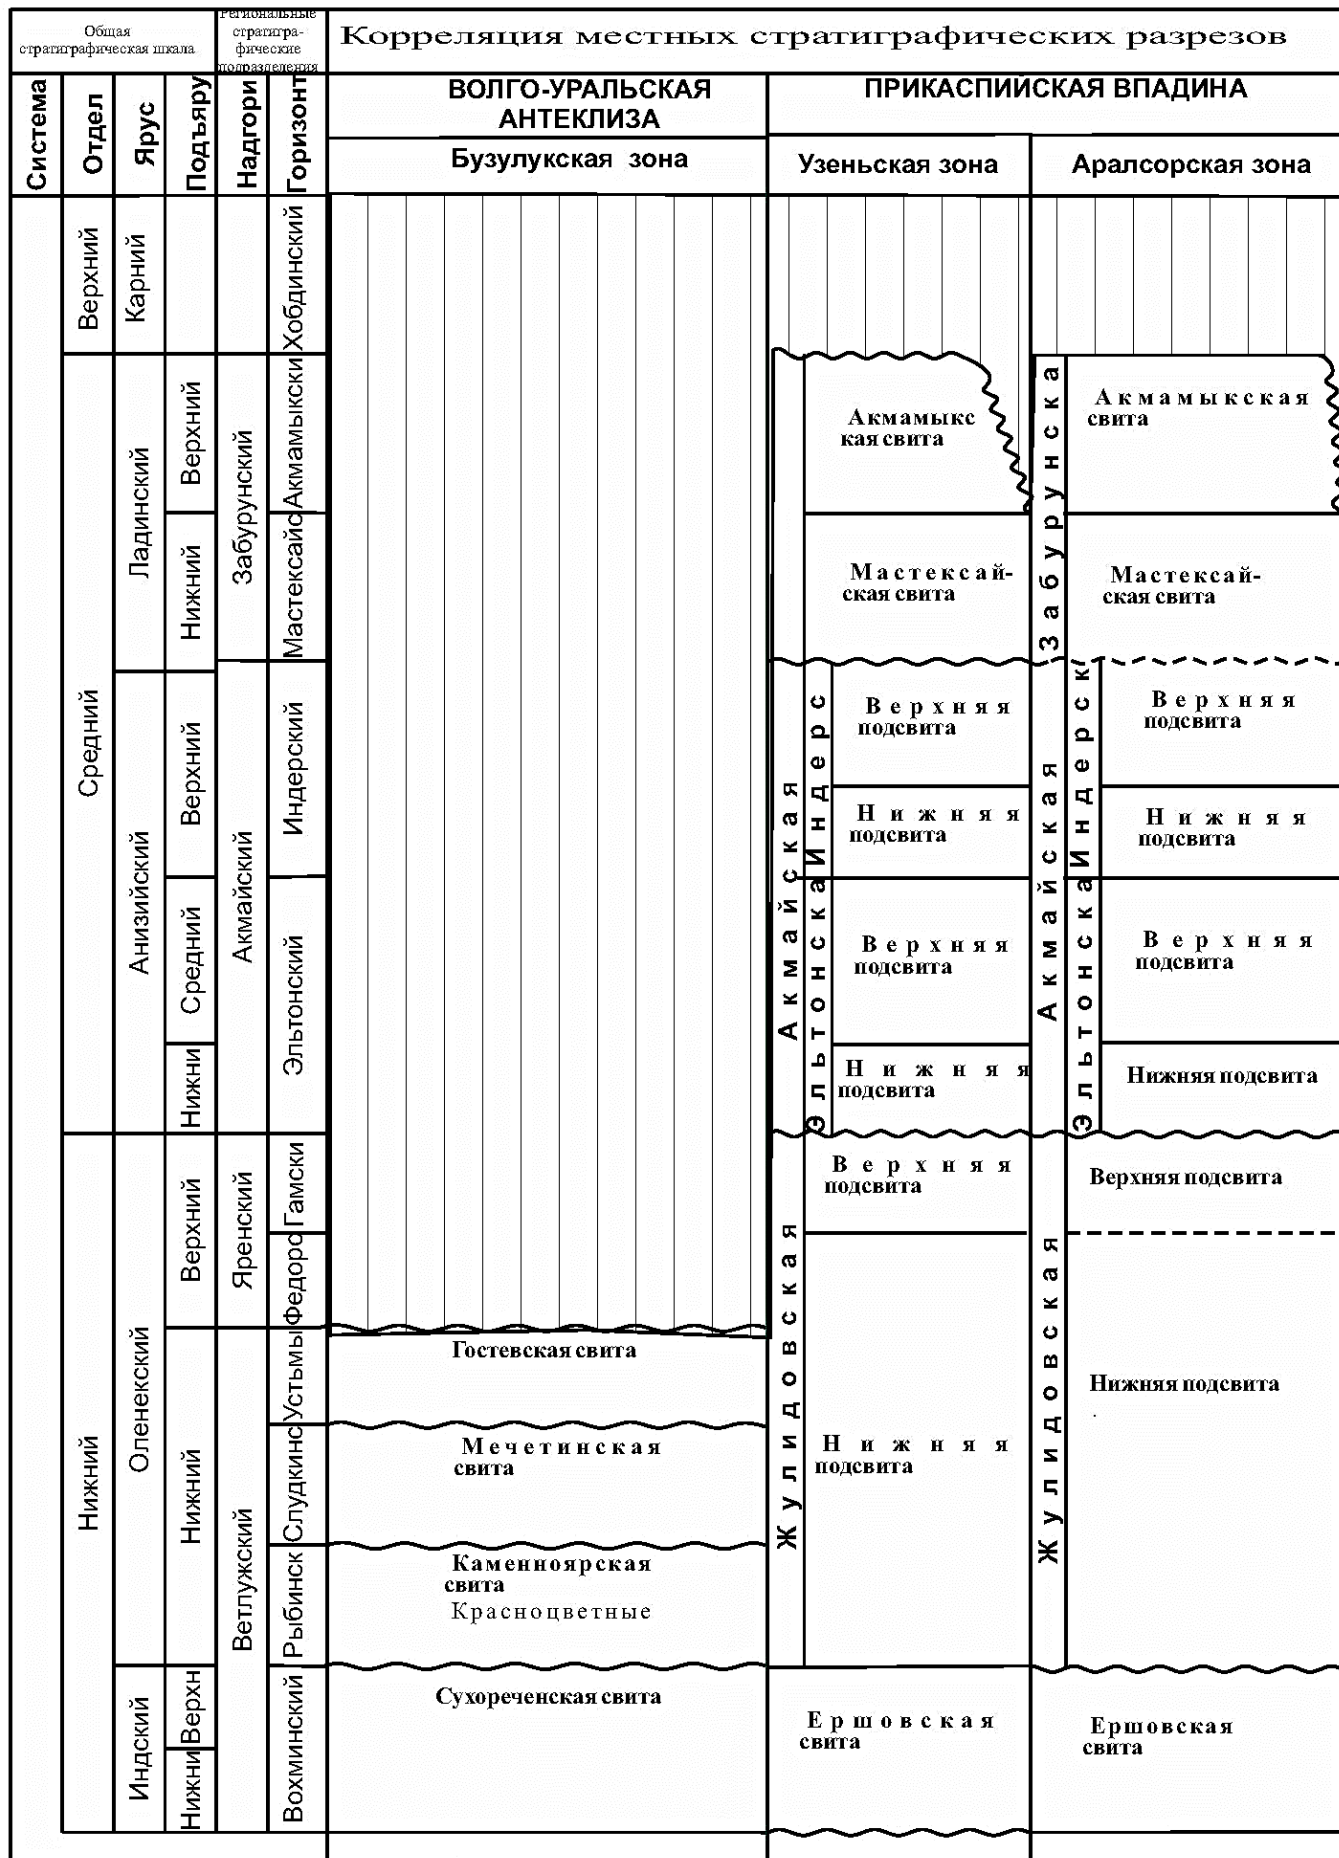 Общая
стратиграфическая шкала
Региональные
стратигра-
фические
подразделения
Корреляция местных стратиграфических разрезов
Система
Отдел
Ярус
Подъяру
Надгори
Горизонт
ВОЛГО-УРАЛЬСКАЯ
АНТЕКЛИЗА
ПРИКАСПИЙСКАЯ ВПАДИНА
Бузулукская зона
Узеньская зона
Аралсорская зона
Верхний
Карний
Хобдинский
Средний
Ладинский
Верхний
Забурунский
Акмамыкски
Акмамыкс
кая свита
Забурунска
Акмамыкская
свита
Нижний
Мастексайс
Мастексай-
ская свита
Мастексай-
ская свита
Анизийский
Верхний
Акмайский
Индерский
Акмайская
Индерс
Верхняя
подсвита
Нижняя
подсвита
Акмайская
Индерск
Верхняя
подсвита
Нижняя
подсвита
Средний
Эльтонский
Эльтонска
Верхняя
подсвита
Эльтонска
Верхняя
подсвита
Нижни
Нижняя
подсвита
Нижняя подсвита
Нижний
Оленекский
Верхний
Яренский
Гамски
Жулидовская
Верхняя
подсвита
Жулидовская
Верхняя подсвита
Федоро
Нижний
Ветлужский
Устьмы
Гостевская свита
Нижняя
подсвита
Нижняя подсвита
Слудкинс
Мечетинская
свита
Рыбинск
Каменноярская
свита
Красноцветные
Индский
Верхн
Вохминский
Сухореченская свита
Ершовская
свита
Ершовская
свита
Нижни